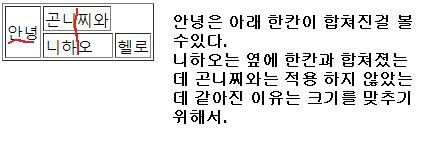 안녕
곤니찌와
니하오
헬로
안녕은 아래 한칸이 합쳐진걸 볼
수있다.
니하오는 옆에 한칸과 합쳐졌는
데 곤니찌와는 적용 하지 않았는
데 같아진 이유는 크기를 맞추기
위해서.